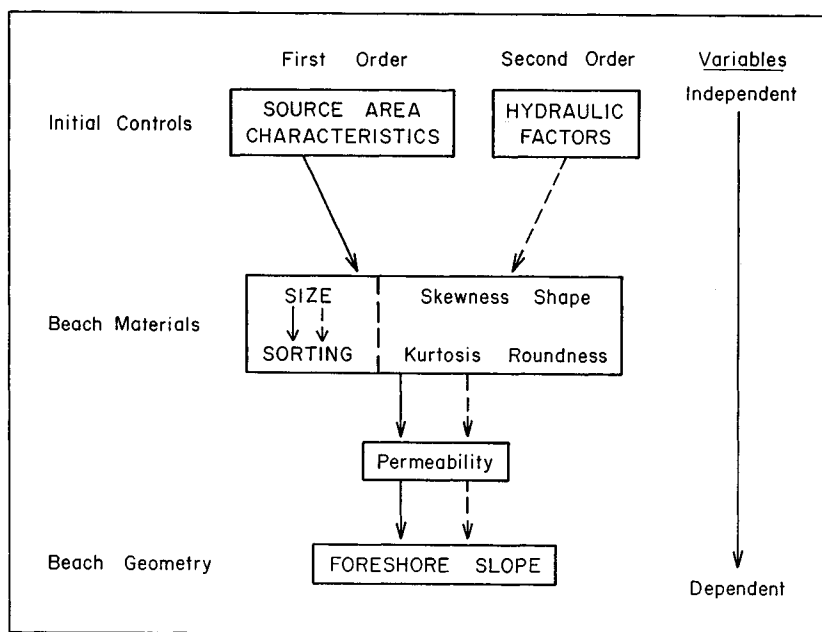 First Order
Second Order
Variables
Independent
Initial Controls
SOURCE AREA
CHARACTERISTICS
HYDRAULIC
FACTORS
Beach Materials
SIZE
SORTING
Skewness Shape
Kurtosis Roundness
Permeability
Beach Geometry
FORESHORE SLOPE
Dependent